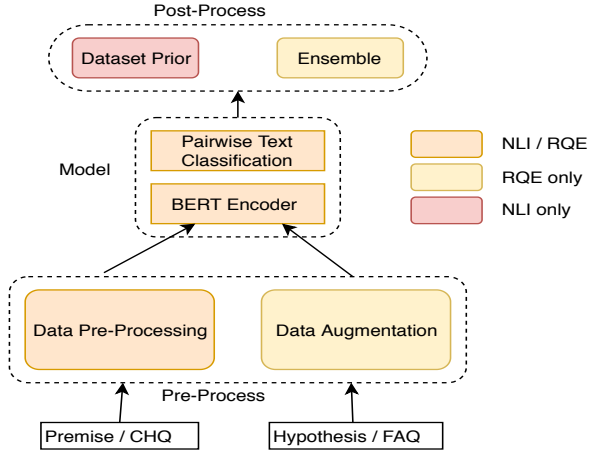 Post-Process
Dataset Prior
Ensemble
Pairwise Text
Classification
Model
BERT Encoder
NLI / RQE
RQE only
NLI only
Data Pre-Processing
Data Augmentation
Pre-Process
Premise / CHQ
Hypothesis / FAQ